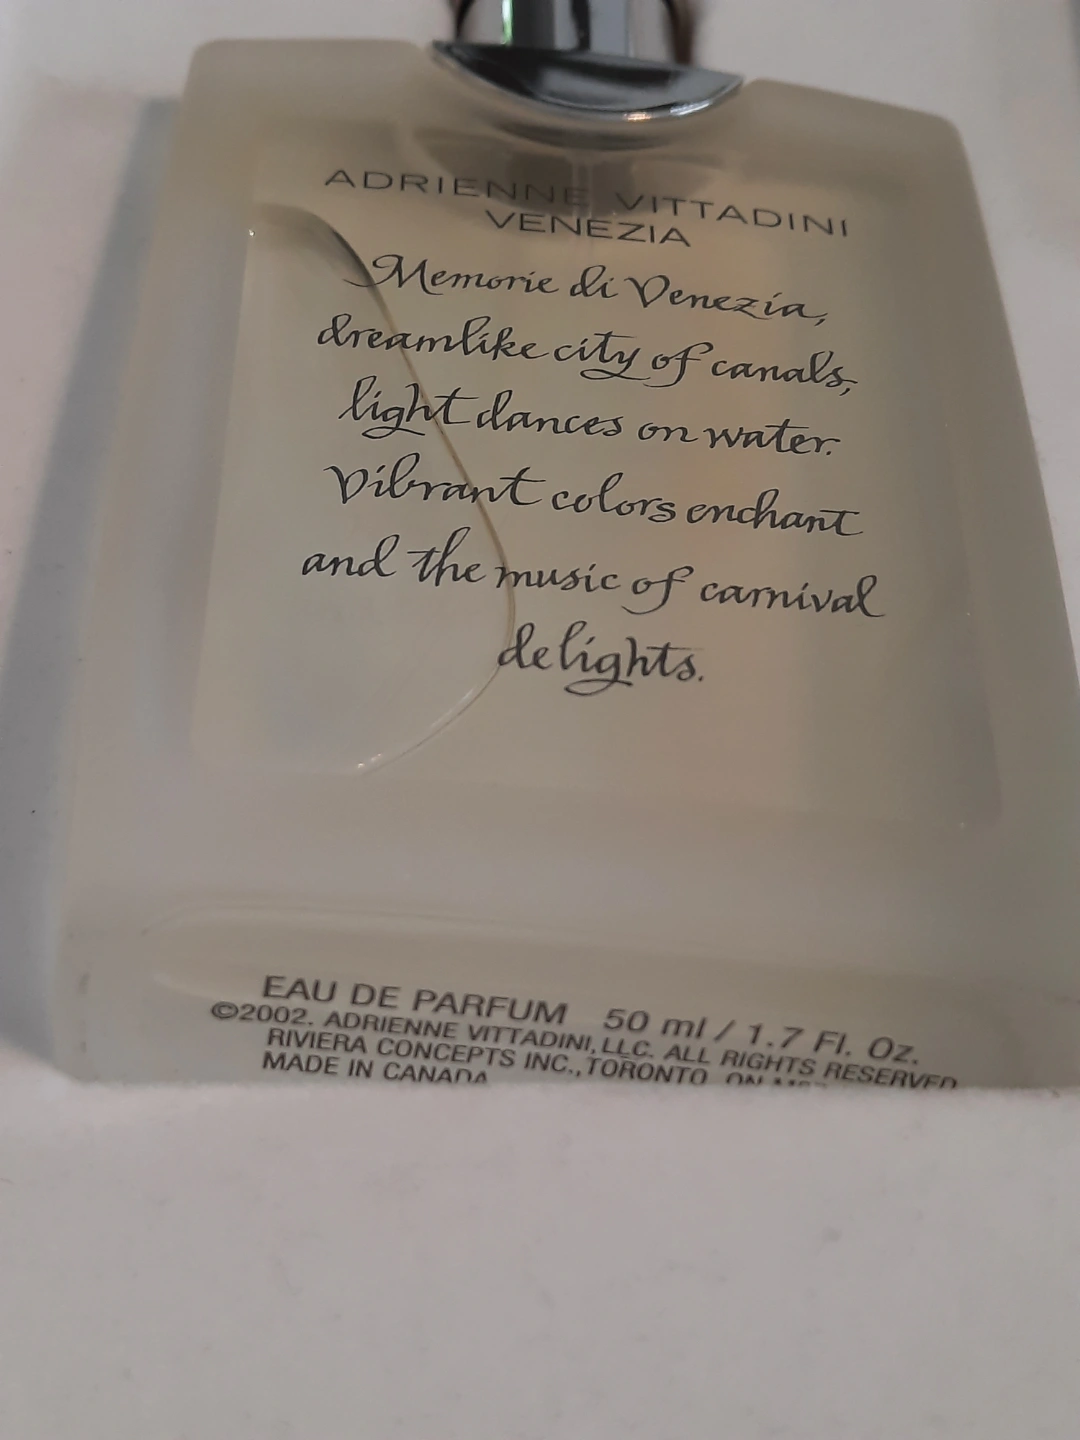 ADRIENNE VITTADINI
VENEZIA
Memorie di Venezia,
dreamlike city of canals,
light dances on water.
Vibrant colors enchant
and the music of carnival
delights.
EAU DE PARFUM 50 ml / 1.7 Fl. Oz.
©2002. ADRIENNE VITTADINI, LLC. ALL RIGHTS RESERVED
RIVIERA CONCEPTS INC., TORONTO, ON
MADE IN CANADA